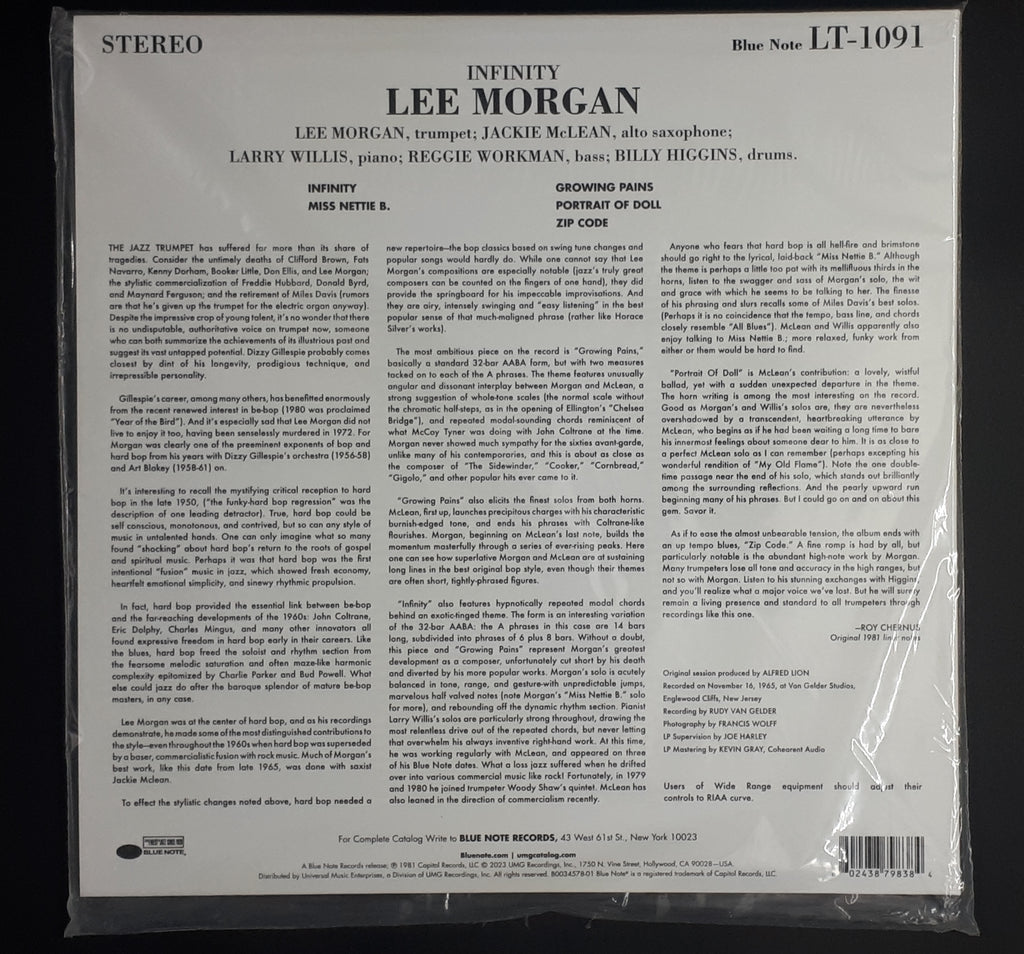 STEREO
Blue Note LT-1091
INFINITY
LEE MORGAN
LEE MORGAN, trumpet; JACKIE McLEAN, alto saxophone;
LARRY WILLIS, piano; REGGIE WORKMAN, bass; BILLY HIGGINS, drums.
INFINITY
MISS NETTIE B.
GROWING PAINS
PORTRAIT OF DOLL
ZIP CODE
THE JAZZ TRUMPET has suffered far more than its share of
tragedies. Consider the untimely deaths of Clifford Brown, Fats
Navarro, Kenny Dorham, Booker Little, Don Ellis, and Lee Morgan;
the stylistic commercialization of Freddie Hubbard, Donald Byrd,
and Maynard Ferguson; and the retirement of Miles Davis (rumors
are that he's given up the trumpet for the electric organ anyway).
Despite the impressive crop of young talent, it's no wonder that there
is no undisputable, authoritative voice on trumpet now, someone
who can both summarize the achievements of its illustrious past and
suggest its vast untapped potential. Dizzy Gillespie probably comes
closest by dint of his longevity, prodigious technique, and
irrepressible personality.
Gillespie's career, among many others, has benefitted enormously
from the recent renewed interest in be-bop (1980 was proclaimed
"Year of the Bird"). And it's especially sad that Lee Morgan did not
live to enjoy it too, having been senselessly murdered in 1972. For
Morgan was clearly one of the preeminent exponents of bop and
hard bop from his years with Dizzy Gillespie's orchestra (1956-58)
and Art Blakey (1958-61) on.
It's interesting to recall the mystifying critical reception to hard
bop in the late 1950, ("the funky-hard bop regression" was the
description of one leading detractor). True, hard bop could be
self conscious, monotonous, and contrived, but so can any style of
music in untalented hands. One can only imagine what so many
found "shocking" about hard bop's return to the roots of gospel
and spiritual music. Perhaps it was that hard bop was the first
intentional "fusion" music in jazz, which showed fresh economy,
heartfelt emotional simplicity, and sinewy rhythmic propulsion.
In fact, hard bop provided the essential link between be-bop
and the far-reaching developments of the 1960s: John Coltrane,
Eric Dolphy, Charles Mingus, and many other innovators all
found expressive freedom in hard bop early in their careers. Like
the blues, hard bop freed the soloist and rhythm section from
the fearsome melodic saturation and often maze-like harmonic
complexity epitomized by Charlie Parker and Bud Powell. What
else could jazz do after the baroque splendor of mature be-bop
masters, in any case.
Lee Morgan was at the center of hard bop, and as his recordings
demonstrate, he made some of the most distinguished contributions to
the style—even throughout the 1960s when hard bop was superseded
by a baser, commercialistic fusion with rock music. Much of Morgan's
best work, like this date from late 1965, was done with saxist
Jackie Mclean.
To effect the stylistic changes noted above, hard bop needed a
new repertoire—the bop classics based on swing tune changes and
popular songs would hardly do. While one cannot say that Lee
Morgan's compositions are especially notable (jazz's truly great
composers can be counted on the fingers of one hand), they did
provide the springboard for his impeccable improvisations. And
they are airy, intensely swinging and "easy listening" in the best
popular sense of that much-maligned phrase (rather like Horace
Silver's works).
The most ambitious piece on the record is "Growing Pains,"
basically a standard 32-bar AABA form, but with two measures
tacked on to each of the A phrases. The theme features unusually
angular and dissonant interplay between Morgan and Mclean, a
strong suggestion of whole-tone scales (the normal scale without
the chromatic half-steps, as in the opening of Ellington's "Chelsea
Bridge"), and repeated modal-sounding chords reminiscent of
what McCoy Tyner was doing with John Coltrane at the time.
Morgan never showed much sympathy for the sixties avant-garde,
unlike many of his contemporaries, and this is about as close as
the composer of "The Sidewinder," "Cooker," "Cornbread,"
"Gigolo," and other popular hits ever came to it.
"Growing Pains" also elicits the finest solos from both horns.
McLean, first up, launches precipitous charges with his characteristic
burnished-edged tone, and ends his phrases with Coltrane-like
flourishes. Morgan, beginning on McLean's last note, builds the
momentum masterfully through a series of ever-rising peaks. Here
one can see how superlative Morgan and McLean are at sustaining
long lines in the best original bop style, even though their themes
are often short, tightly-phrased figures.
"Infinity" also features hypnotically repeated modal chords
behind an exotic-tinged theme. The form is an interesting variation
of the 32-bar AABA: the A phrases in this case are 14 bars
long, subdivided into phrases of 6 plus 8 bars. Without a doubt,
this piece and "Growing Pains" represent Morgan's greatest
development as a composer, unfortunately cut short by his death
and diverted by his more popular works. Morgan's solo is acutely
balanced in tone, range, and gesture-with unpredictable jumps,
marvelous half valved notes (note Morgan's "Miss Nettie B." solo
for more), and rebounding off the dynamic rhythm section. Pianist
Larry Willis's solos are particularly strong throughout, drawing the
most relentless drive out of the repeated chords, but never letting
that overwhelm his always inventive right-hand work. At this time,
he was working regularly with McLean, and appeared on three
of his Blue Note dates. What a loss jazz suffered when he drifted
over into various commercial music like rock! Fortunately, in 1979
and 1980 he joined trumpeter Woody Shaw's quintet. McLean has
also leaned in the direction of commercialism recently.
Anyone who fears that hard bop is all hell-fire and brimstone
should go right to the lyrical, laid-back "Miss Nettie B." Although
the theme is perhaps a little too pat with its mellifluous thirds in the
horns, listen to the swagger and sass of Morgan's solo, the wit
and grace with which he seems to be talking to her. The finesse
of his phrasing and slurs recalls some of Miles Davis's best solos.
(Perhaps it is no coincidence that the tempo, bass line, and chords
closely resemble "All Blues"). McLean and Willis apparently also
enjoy talking to Miss Nettie B.; more relaxed, funky work from
either or them would be hard to find.
"Portrait Of Doll" is McLean's contribution: a lovely, wistful
ballad, yet with a sudden unexpected departure in the theme.
The horn writing is among the most interesting on the record.
Good as Morgan's and Willis's solos are, they are nevertheless
overshadowed by a transcendent, heartbreaking utterance by
McLean, who begins as if he had been waiting a long time to bare
his innermost feelings about someone dear to him. It is as close to
a perfect McLean solo as I can remember (perhaps excepting his
wonderful rendition of "My Old Flame"). Note the one double-
time passage near the end of his solo, which stands out brilliantly
among the surrounding reflections. And the pearly upward run
beginning many of his phrases. But I could go on and on about this
gem. Savor it.
As if to ease the almost unbearable tension, the album ends with
an up tempo blues, "Zip Code." A fine romp is had by all, but
particularly notable is the abundant high-note work by Morgan.
Many trumpeters lose all tone and accuracy in the high ranges, but
not so with Morgan. Listen to his stunning exchanges with Higgins,
and you'll realize what a major voice we've lost. But he will surely
remain a living presence and standard to all trumpeters through
recordings like this one.
—ROY CHERNUS
Original 1981 liner notes
Original session produced by ALFRED LION
Recorded on November 16, 1965, at Van Gelder Studios,
Englewood Cliffs, New Jersey
Recording by RUDY VAN GELDER
Photography by FRANCIS WOLFF
LP Supervision by JOE HARLEY
LP Mastering by KEVIN GRAY, Cohearent Audio
Users of Wide Range equipment should adjust their
controls to RIAA curve.
BLUE NOTE.
For Complete Catalog Write to BLUE NOTE RECORDS, 43 West 61st St., New York 10023
Bluenote.com | umgcatalog.com
A Blue Note Records release; ℗ 1981 Capitol Records, LLC © 2023 UMG Recordings, Inc., 1750 N. Vine Street, Hollywood, CA 90028—USA.
Distributed by Universal Music Enterprises, a Division of UMG Recordings, Inc. All rights reserved. B0034578-01 Blue Note® is a registered trademark of Capitol Records, LLC.
02438 79838 4